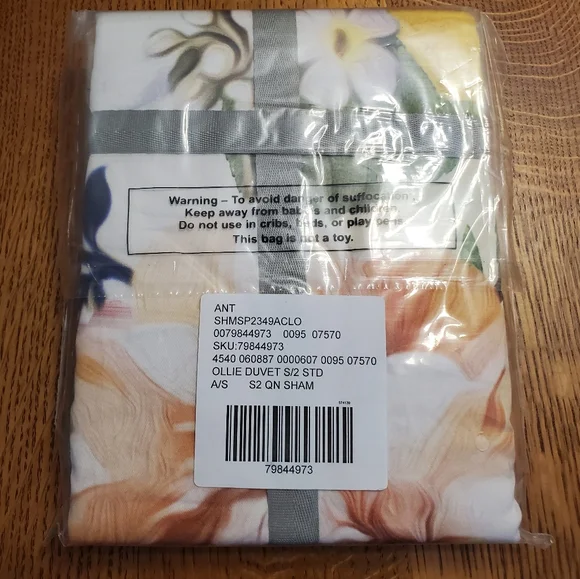 Warning – To avoid danger of suffocation,
Keep away from babies and children
Do not use in cribs, beds, or play pens
This bag is not a toy.
ANT
SHMSP2349ACLO
0079844973 0095 07570
SKU:79844973
4540 060887 0000607 0095 07570
OLLIE DUVET S/2 STD
A/S S2 QN SHAM
79844973